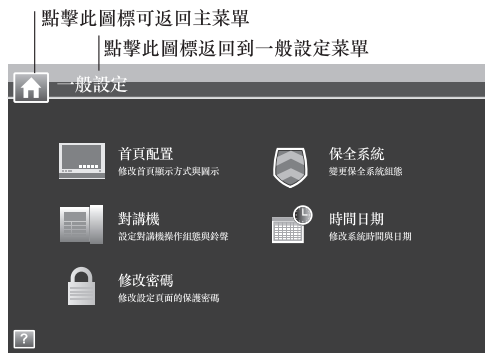 點擊此圖標可返回主菜單
點擊此圖標返回到一般設定菜單
一般設定
首頁配置
修改首頁顯示方式與圖示
保全系統
變更保全系統組態
對講機
設定對講機操作組態與鈴聲
時間日期
修改系統時間與日期
修改密碼
修改設定頁面的保護密碼
?